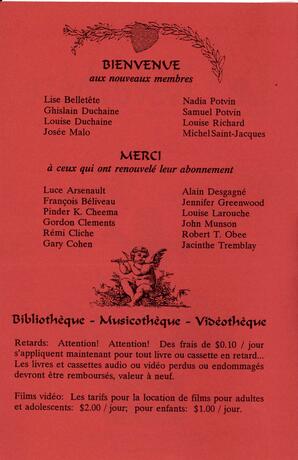 BIENVENUE
aux nouveaux membres
Lise Belletête
Ghislain Duchaine
Louise Duchaine
Josée Malo
Nadia Potvin
Samuel Potvin
Louise Richard
Michel Saint-Jacques
MERCI
à ceux qui ont renouvelé leur abonnement
Luce Arsenault
François Béliveau
Pinder K. Cheema
Gordon Clements
Rémi Cliche
Gary Cohen
Alain Desgagné
Jennifer Greenwood
Louise Larouche
John Munson
Robert T. Obee
Jacinthe Tremblay
Bibliothèque - Musicothèque - Vidéothèque
Retards: Attention! Attention! Des frais de $0.10 / jour
s'appliquent maintenant pour tout livre ou cassette en retard...
Les livres et cassettes audio ou vidéo perdus ou endommagés
devront être remboursés, valeur à neuf.
Films vidéo: Les tarifs pour la location de films pour adultes
et adolescents: $2.00 / jour; pour enfants: $1.00 / jour.